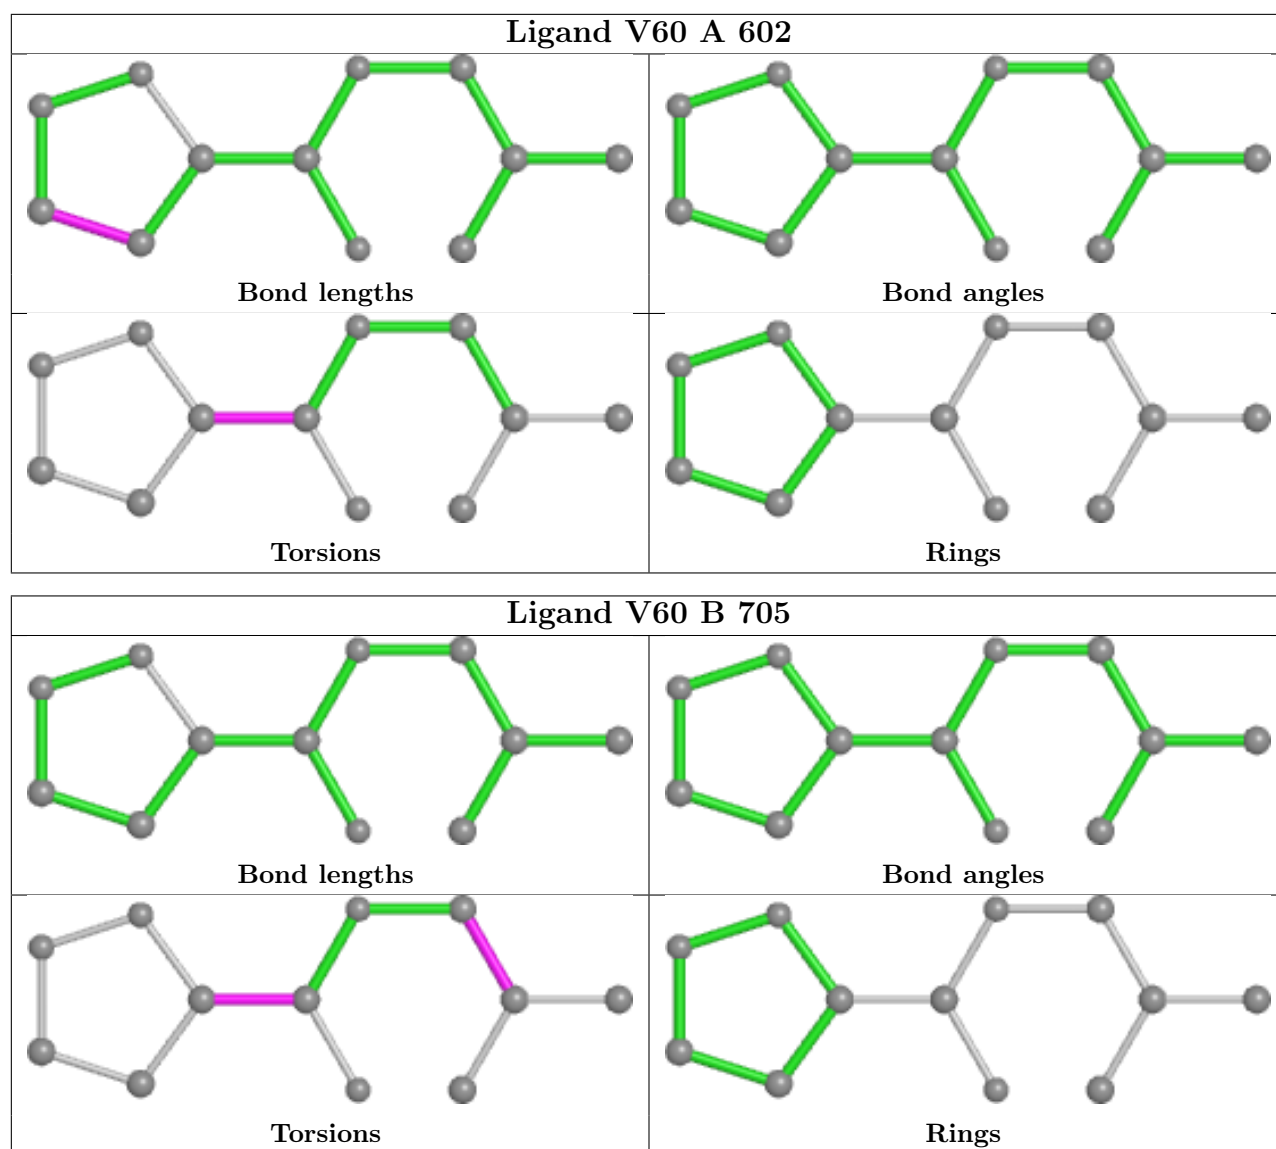 Ligand V60 A 602
Bond lengths
Bond angles
Torsions
Rings
Ligand V60 B 705
Bond lengths
Bond angles
Torsions
Rings